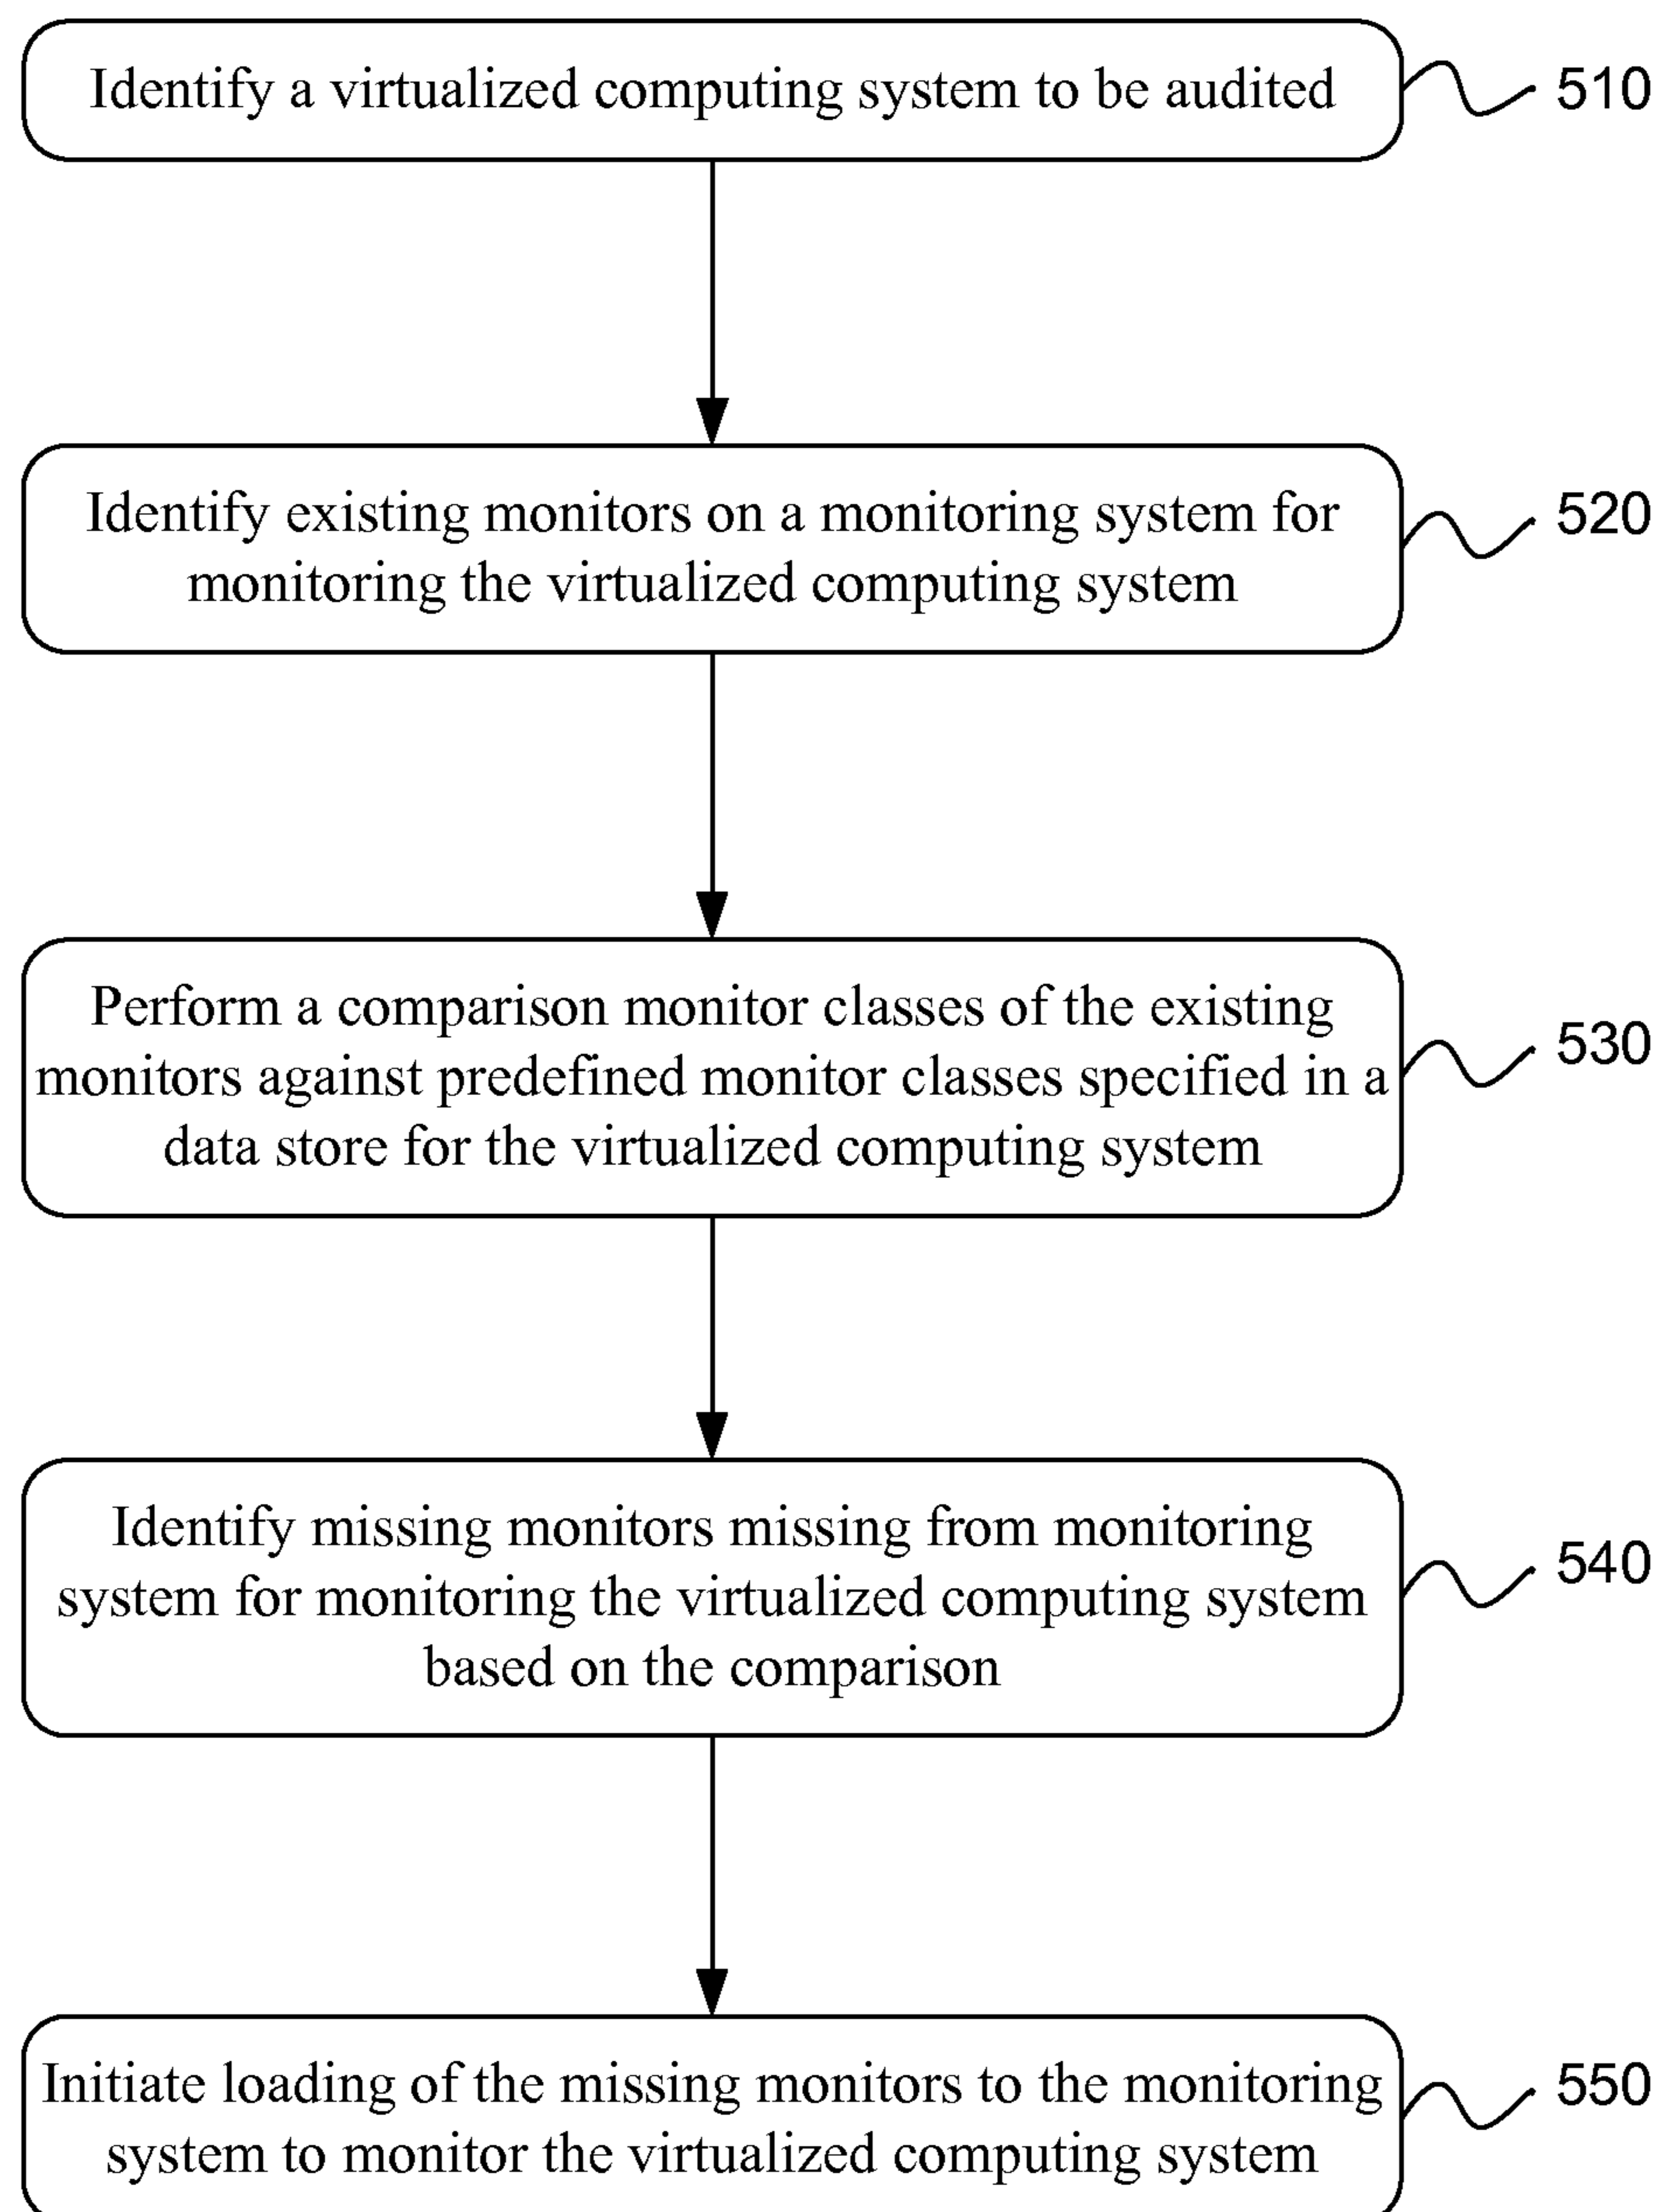 Identify a virtualized computing system to be audited
510
Identify existing monitors on a monitoring system for
monitoring the virtualized computing system
520
Perform a comparison monitor classes of the existing
monitors against predefined monitor classes specified in a
data store for the virtualized computing system
530
Identify missing monitors missing from monitoring
system for monitoring the virtualized computing system
based on the comparison
540
Initiate loading of the missing monitors to the monitoring
system to monitor the virtualized computing system
550